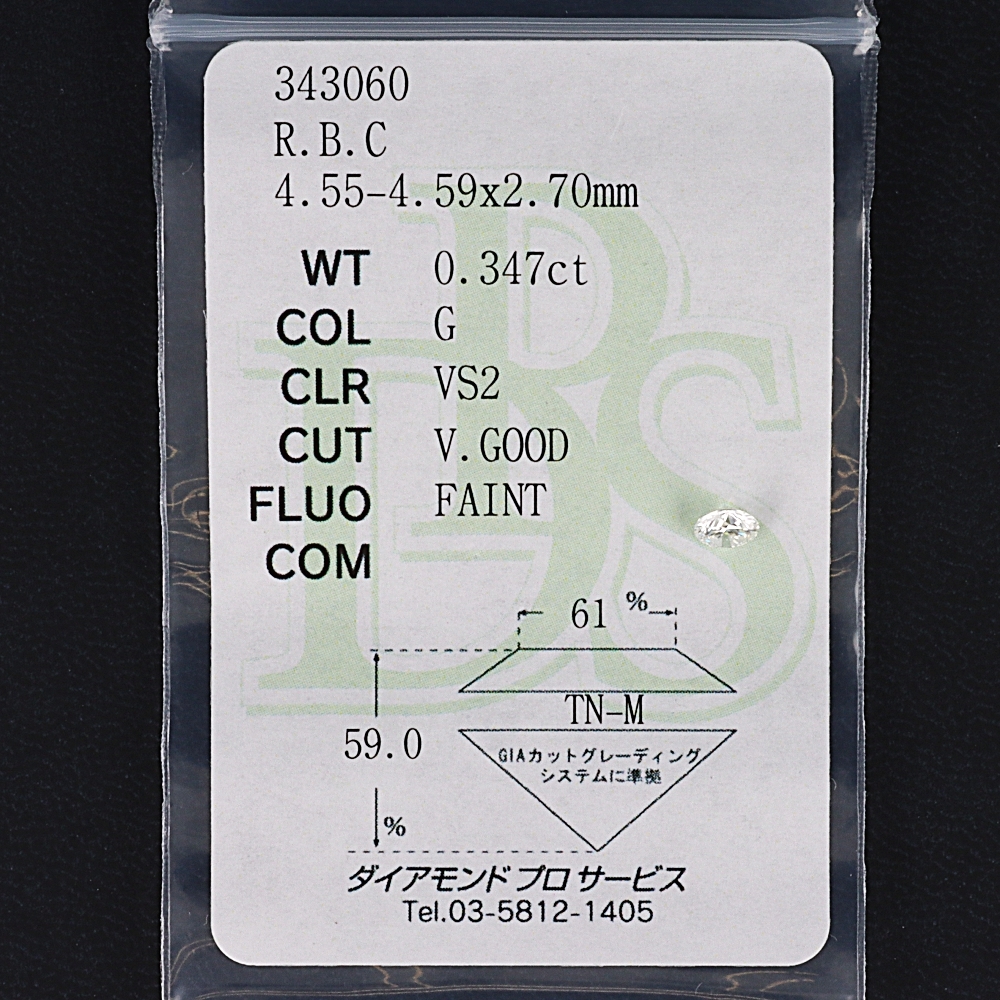 343060
R.B.C
4.55-4.59x2.70mm
WT 0.347ct
COL G
CLR VS2
CUT V.GOOD
FLUO FAINT
COM
61 %
TN-M
59.0
GIAカットグレーディング
システムに準拠
%
ダイアモンド プロ サービス
Tel.03-5812-1405
DPS